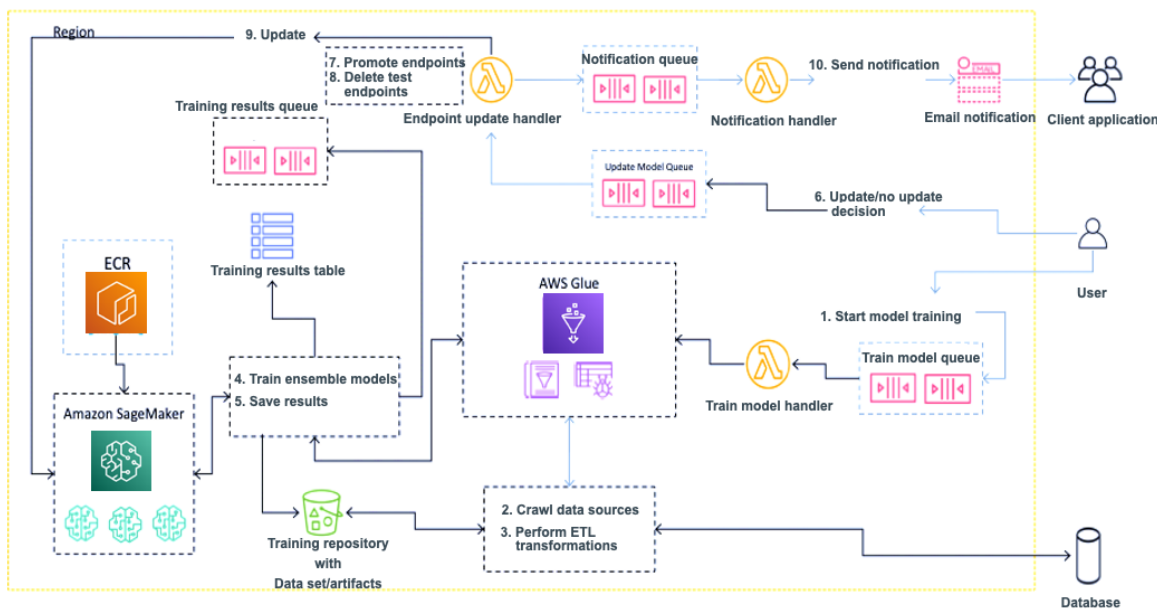 Region
9. Update
7. Promote endpoints
8. Delete test
endpoints
Notification queue
10. Send notification
EMAIL
Training results queue
Endpoint update handler
Notification handler
Email notification
Client application
Update Model Queue
6. Update/no update
decision
ECR
Training results table
AWS Glue
User
1. Start model training
Train model queue
4. Train ensemble models
5. Save results
Amazon SageMaker
Train model handler
2. Crawl data sources
3. Perform ETL
transformations
Training repository
with
Data set/artifacts
Database